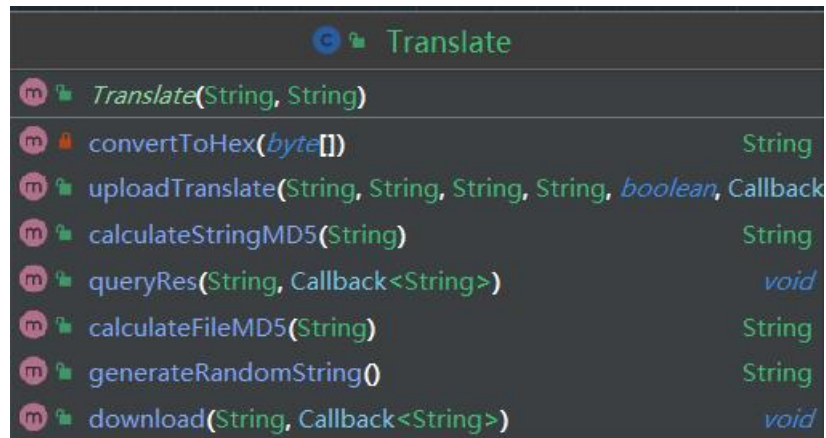 C Translate
m Translate(String, String)
m convertToHex(byte[]) String
m uploadTranslate(String, String, String, String, boolean, Callback
m calculateStringMD5(String) String
m queryRes(String, Callback<String>) void
m calculateFileMD5(String) String
m generateRandomString() String
m download(String, Callback<String>) void